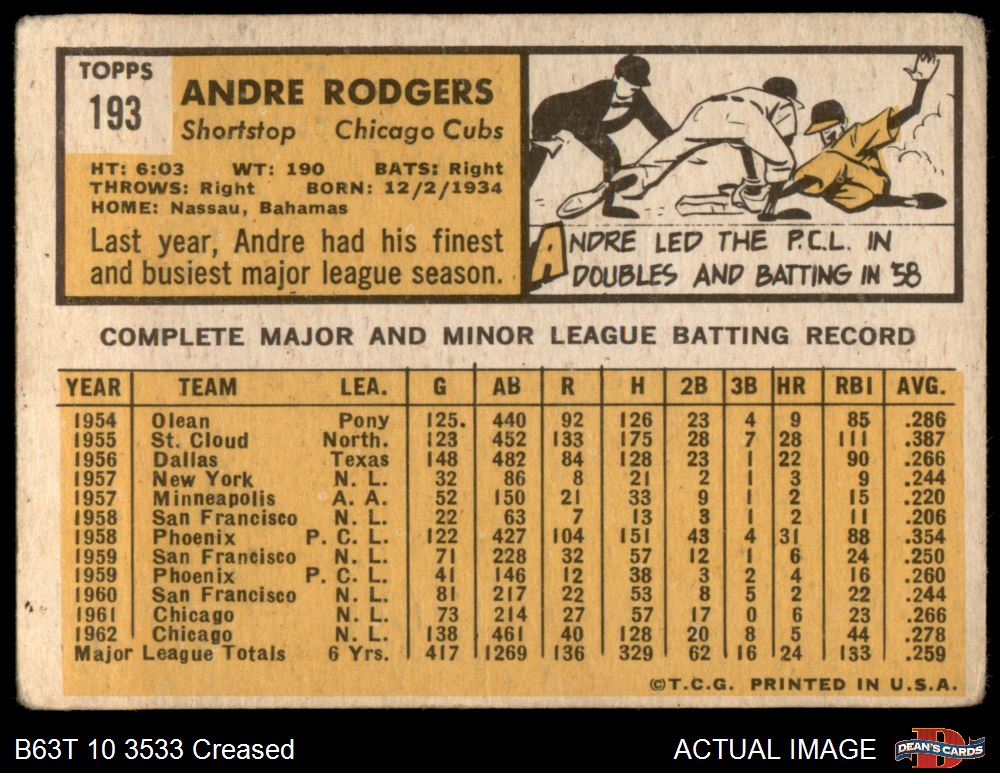 TOPPS
193
ANDRE RODGERS
Shortstop Chicago Cubs
HT: 6:03 WT: 190 BATS: Right
THROWS: Right BORN: 12/2/1934
HOME: Nassau, Bahamas
Last year, Andre had his finest
and busiest major league season.
ANDRE LED THE P.C.L. IN
DOUBLES AND BATTING IN '58
COMPLETE MAJOR AND MINOR LEAGUE BATTING RECORD
YEAR TEAM LEA. G AB R H 2B 3B HR RBI AVG.
1954 Olean Pony 125. 440 92 126 23 4 9 85 .286
1955 St. Cloud North. 123 452 133 175 28 7 28 111 .387
1956 Dallas Texas 148 482 84 128 23 1 22 90 .266
1957 New York N. L. 32 86 8 21 2 1 3 9 .244
1957 Minneapolis A. A. 52 150 21 33 9 1 2 15 .220
1958 San Francisco N. L. 22 63 7 13 3 1 2 11 .206
1958 Phoenix P. C. L. 122 427 104 151 43 4 31 88 .354
1959 San Francisco N. L. 71 228 32 57 12 1 6 24 .250
1959 Phoenix P. C. L. 41 146 12 38 3 2 4 16 .260
1960 San Francisco N. L. 81 217 22 53 8 5 2 22 .244
1961 Chicago N. L. 73 214 27 57 17 0 6 23 .266
1962 Chicago N. L. 138 461 40 128 20 8 5 44 .278
Major League Totals 6 Yrs. 417 1269 136 329 62 16 24 133 .259
©T.C.G. PRINTED IN U.S.A.
B63T 10 3533 Creased ACTUAL IMAGE
D
DEAN'S CARDS